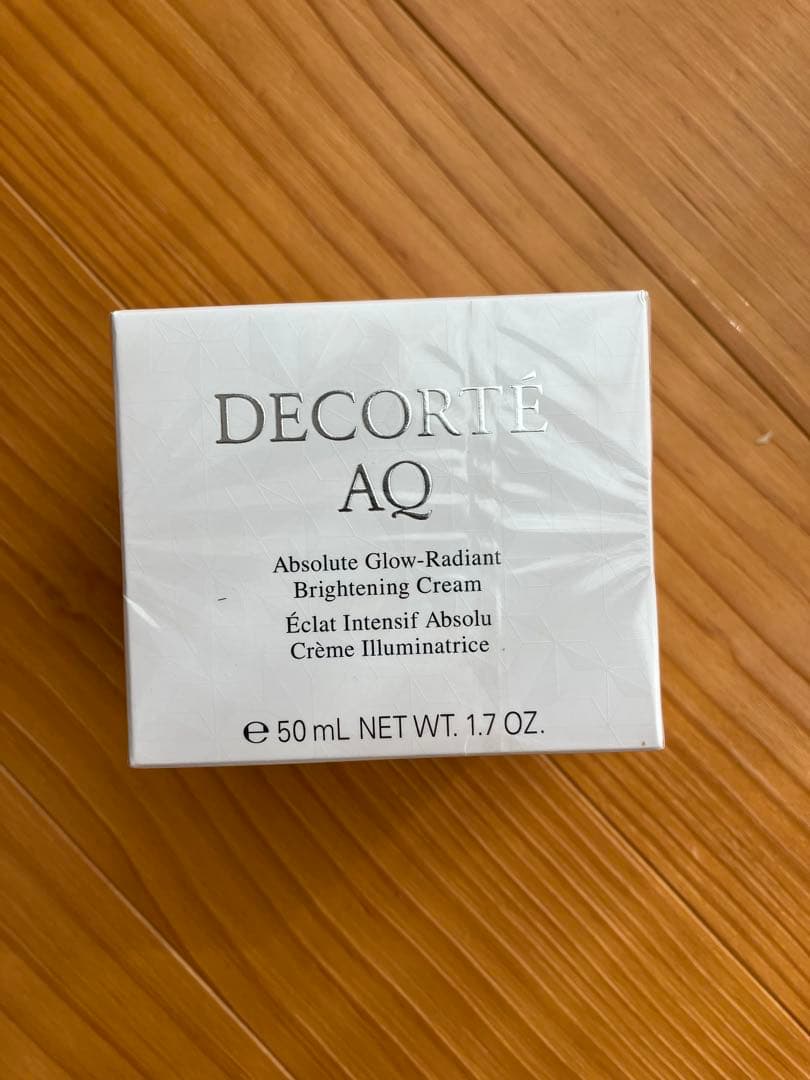 DECORTÉ
AQ
Absolute Glow-Radiant
Brightening Cream
Éclat Intensif Absolu
Crème Illuminatrice
℮ 50 mL NET WT. 1.7 OZ.